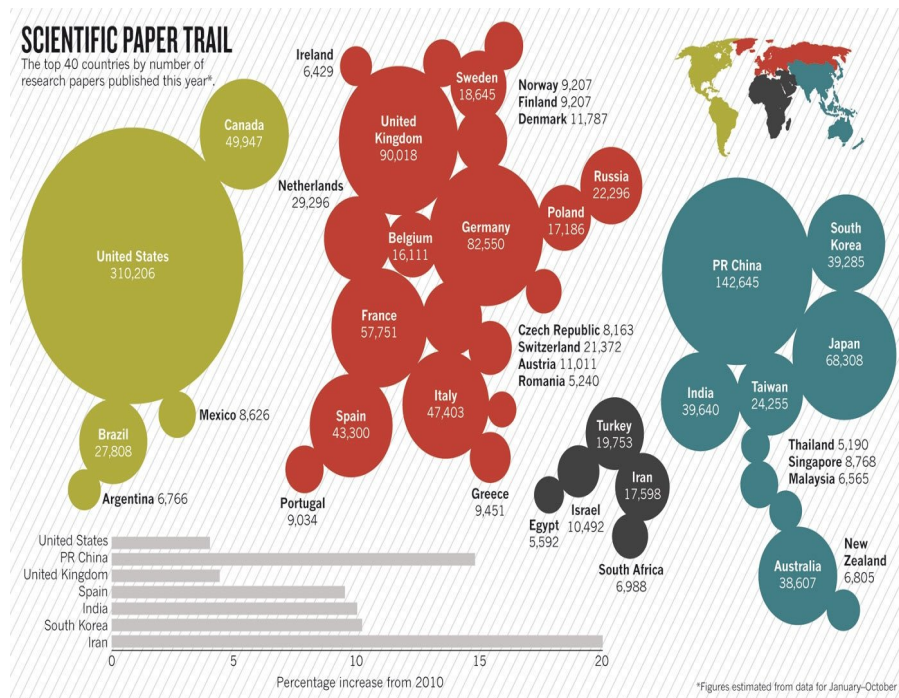 SCIENTIFIC PAPER TRAIL
The top 40 countries by number of
research papers published this year*.
Canada
49,947
United States
310,206
Mexico 8,626
Brazil
27,808
Argentina 6,766
Ireland
6,429
United
Kingdom
90,018
Sweden
18,645
Norway 9,207
Finland 9,207
Denmark 11,787
Netherlands
29,296
Belgium
16,111
Germany
82,550
Poland
17,186
Russia
22,296
France
57,751
Czech Republic 8,163
Switzerland 21,372
Austria 11,011
Romania 5,240
Spain
43,300
Italy
47,403
Portugal
9,034
Greece
9,451
Turkey
19,753
Iran
17,598
Israel
10,492
Egypt
5,592
South Africa
6,988
PR China
142,645
South
Korea
39,285
Japan
68,308
India
39,640
Taiwan
24,255
Thailand 5,190
Singapore 8,768
Malaysia 6,565
Australia
38,607
New
Zealand
6,805
United States
PR China
United Kingdom
Spain
India
South Korea
Iran
0 5 10 15 20
Percentage increase from 2010
*Figures estimated from data for January–October